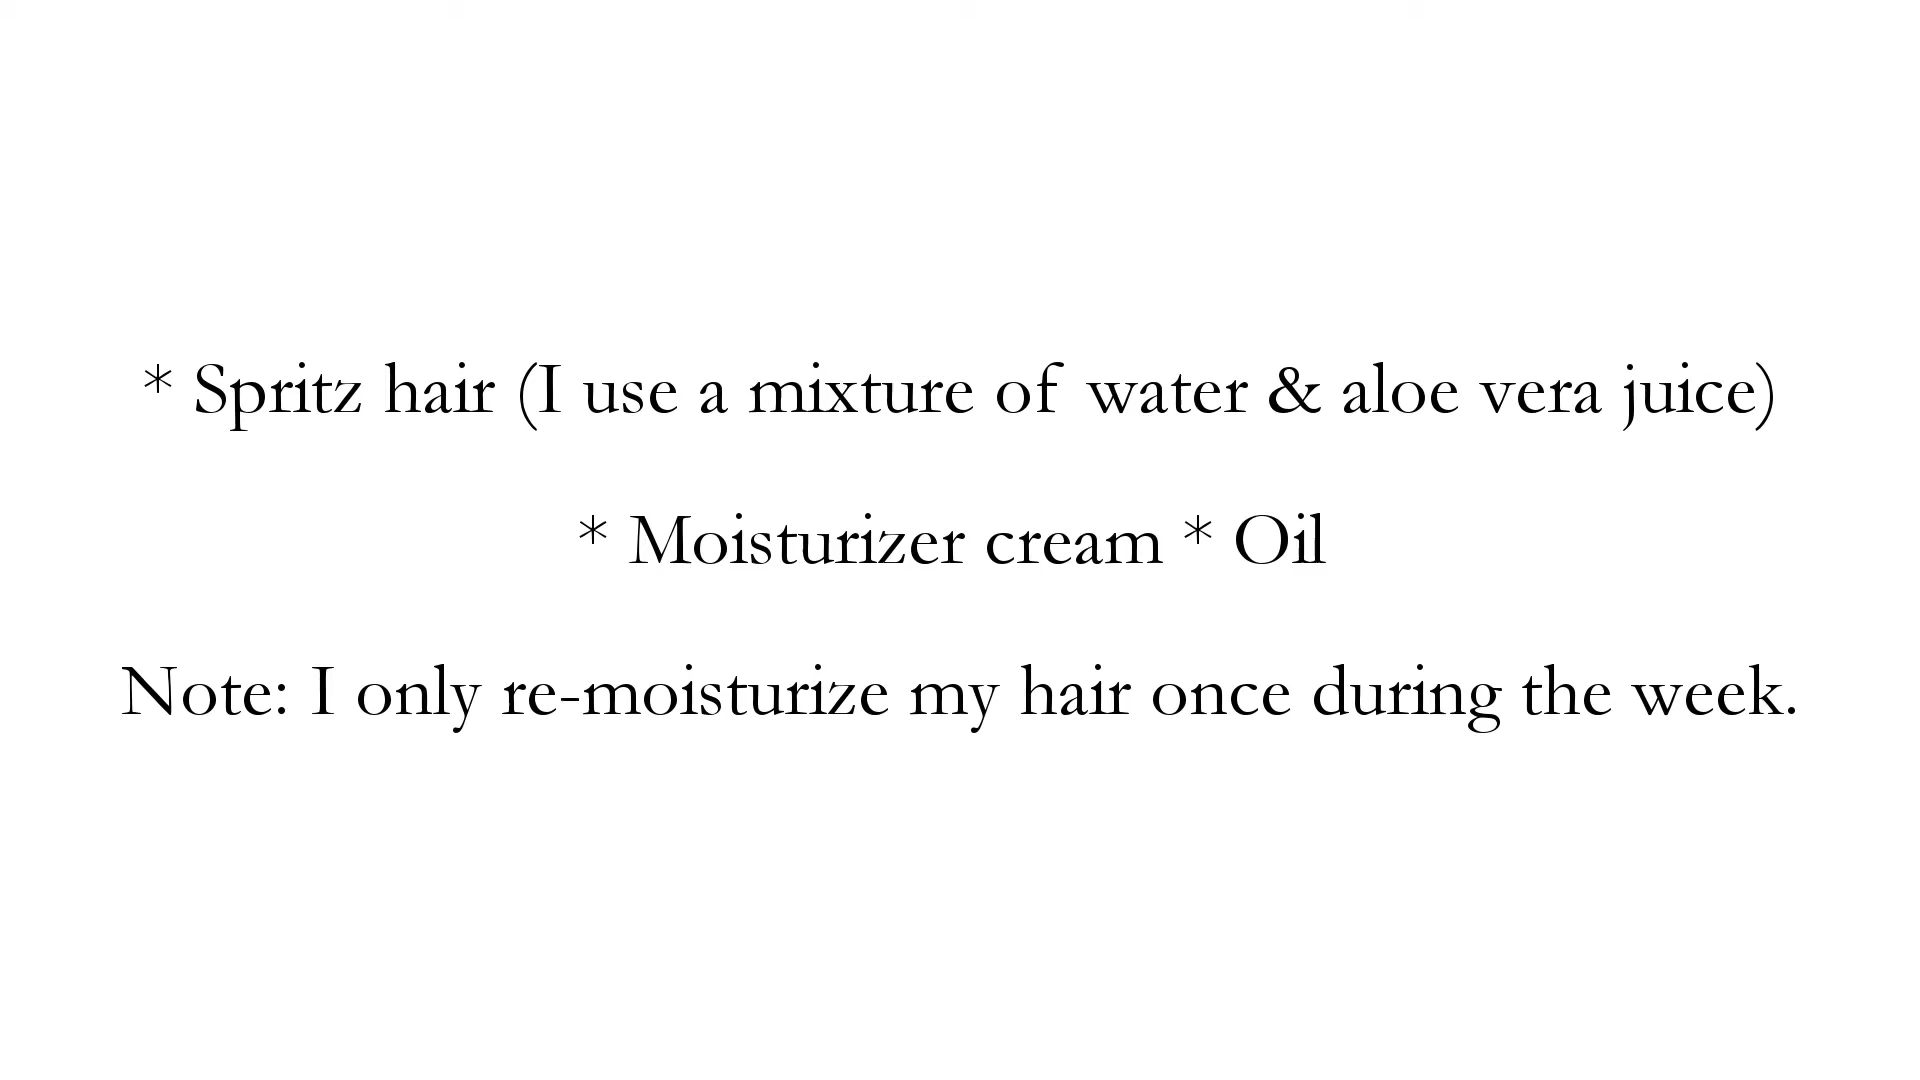 * Spritz hair (I use a mixture of water & aloe vera juice)
* Moisturizer cream * Oil
Note: I only re-moisturize my hair once during the week.